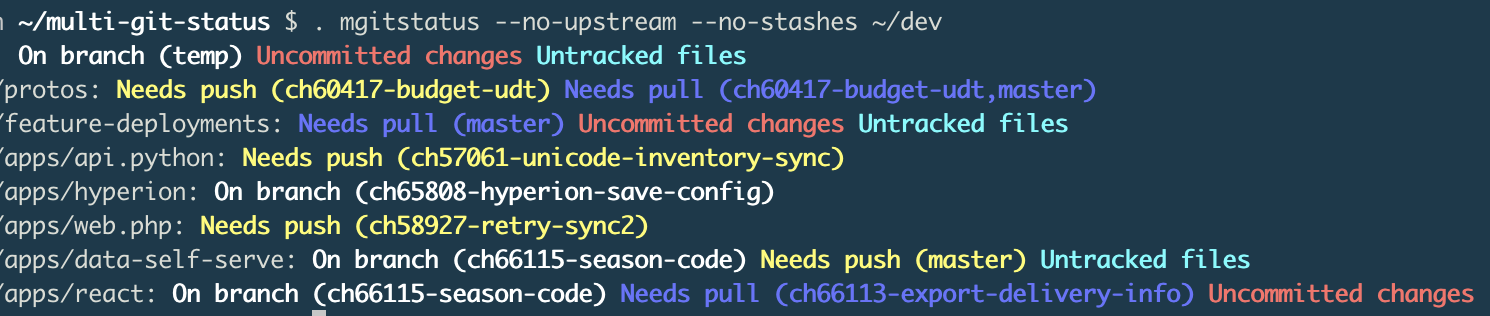 ~/multi-git-status $ . mgitstatus --no-upstream --no-stashes ~/dev
On branch (temp) Uncommitted changes Untracked files
/protos: Needs push (ch60417-budget-udt) Needs pull (ch60417-budget-udt,master)
/feature-deployments: Needs pull (master) Uncommitted changes Untracked files
/apps/api.python: Needs push (ch57061-unicode-inventory-sync)
/apps/hyperion: On branch (ch65808-hyperion-save-config)
/apps/web.php: Needs push (ch58927-retry-sync2)
/apps/data-self-serve: On branch (ch66115-season-code) Needs push (master) Untracked files
/apps/react: On branch (ch66115-season-code) Needs pull (ch66113-export-delivery-info) Uncommitted changes